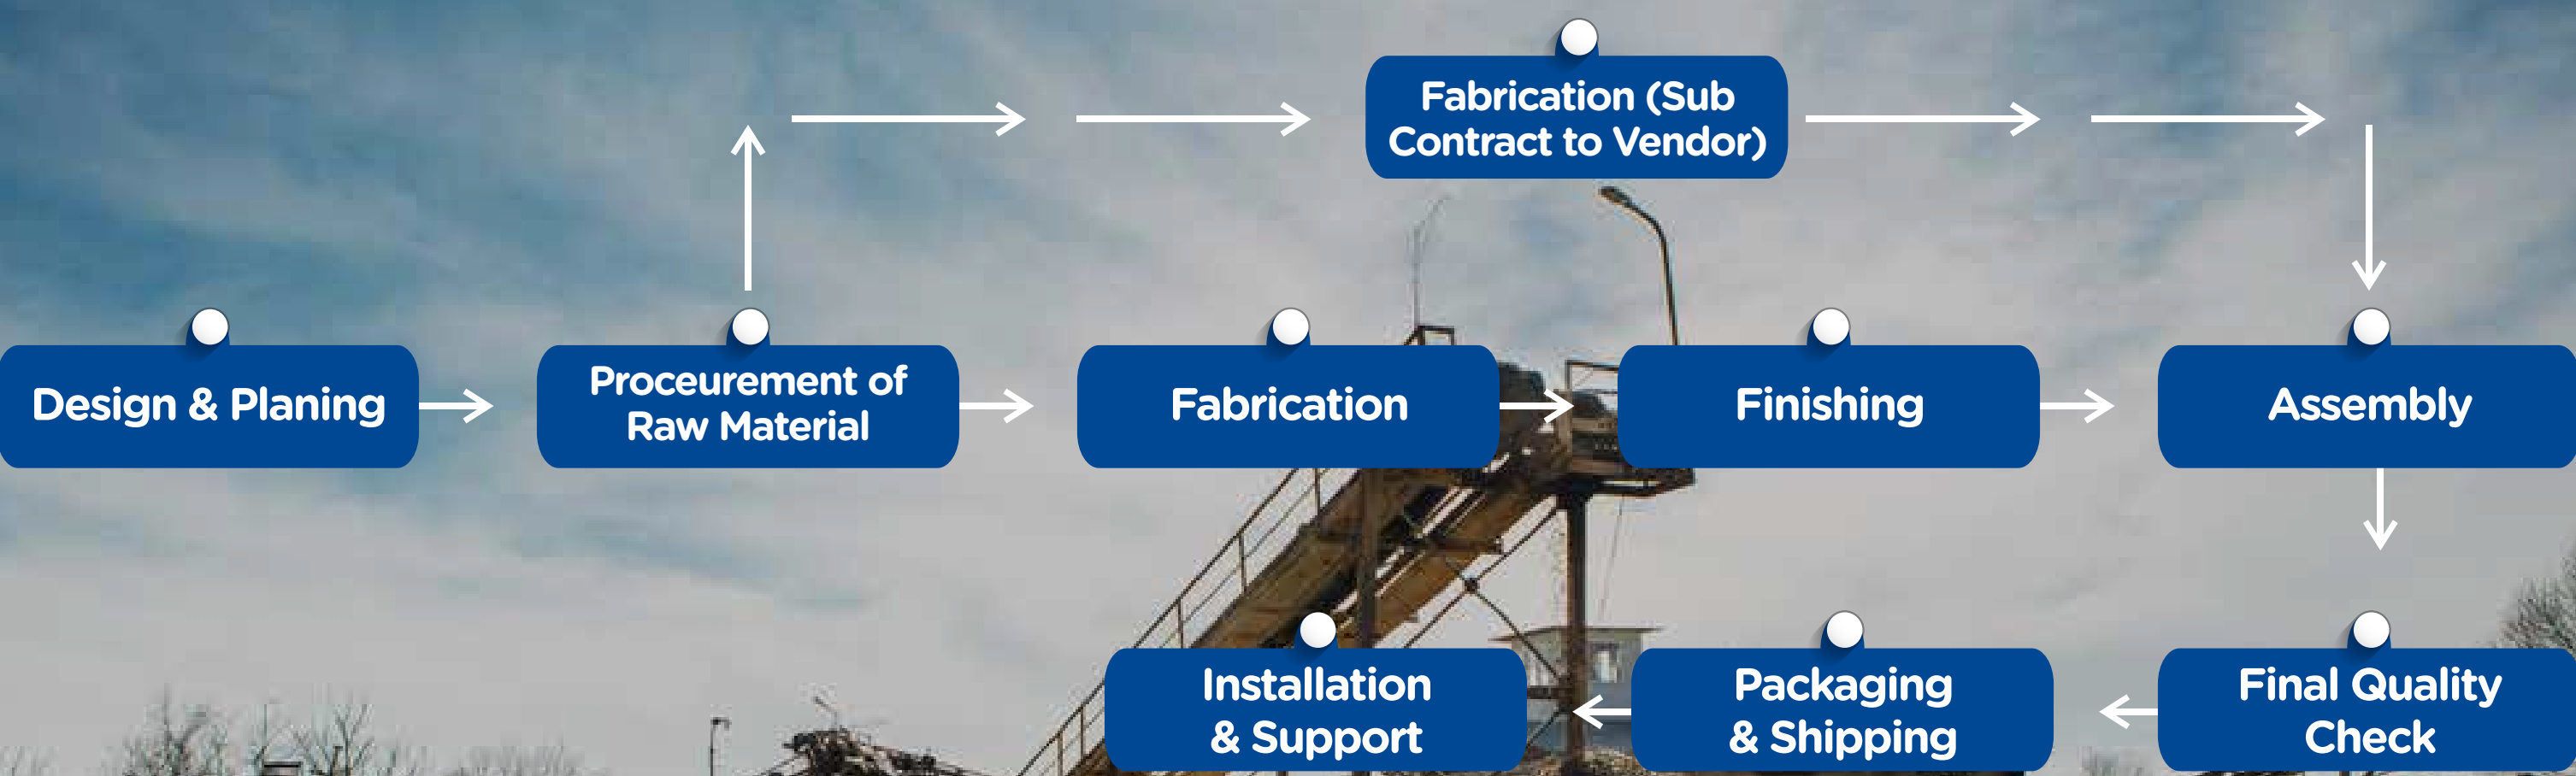 Fabrication (Sub
Contract to Vendor)
Design & Planing
Proceurement of
Raw Material
Fabrication
Finishing
Assembly
Installation
& Support
Packaging
& Shipping
Final Quality
Check